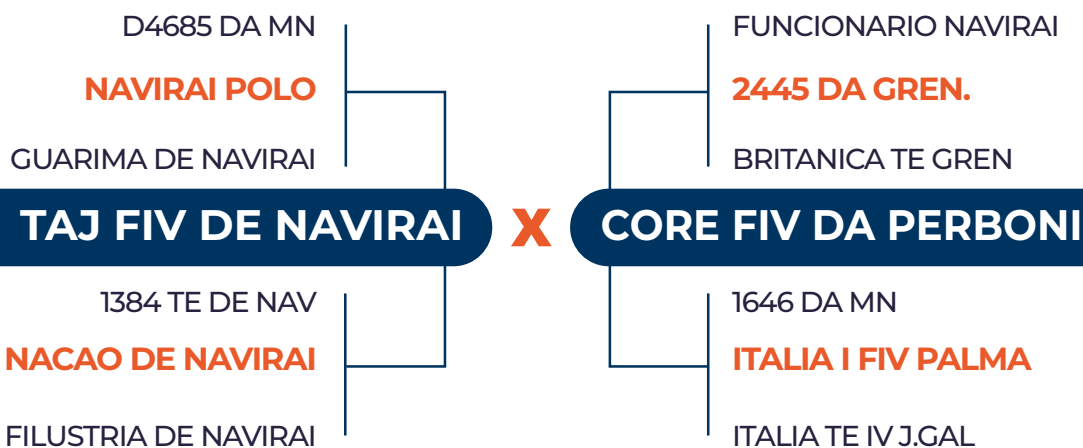 D4685 DA MN
NAVIRAI POLO
GUARIMA DE NAVIRAI
FUNCIONARIO NAVIRAI
2445 DA GREN.
BRITANICA TE GREN
TAJ FIV DE NAVIRAI X CORE FIV DA PERBONI
1384 TE DE NAV
NACAO DE NAVIRAI
FILUSTRIA DE NAVIRAI
1646 DA MN
ITALIA I FIV PALMA
ITALIA TE IV J.GAL